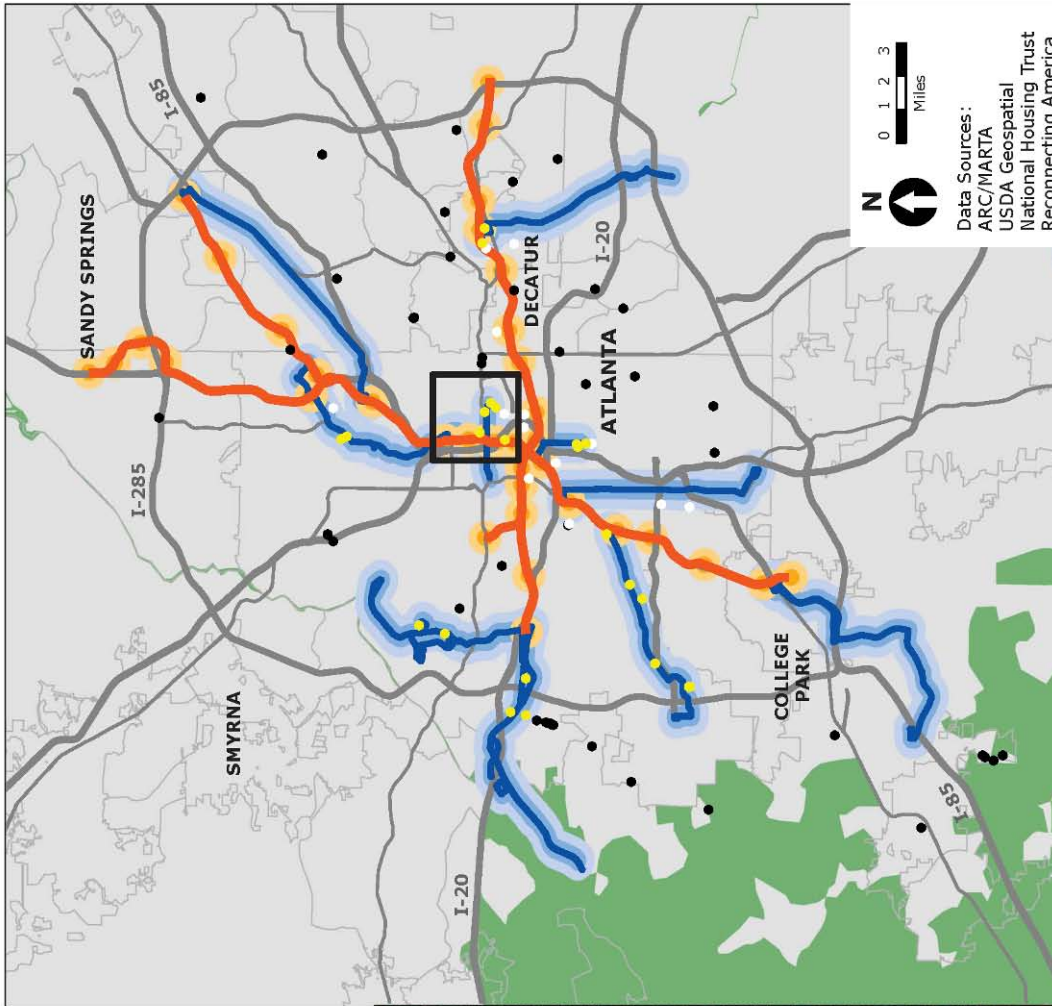 SANDY SPRINGS
I-85
I-285
SMYRNA
DECATUR
I-20
ATLANTA
I-20
COLLEGE
PARK
I-85
N
0 1 2 3
Miles
Data Sources:
ARC/MARTA
USDA Geospatial
National Housing Trust
Reconnecting America